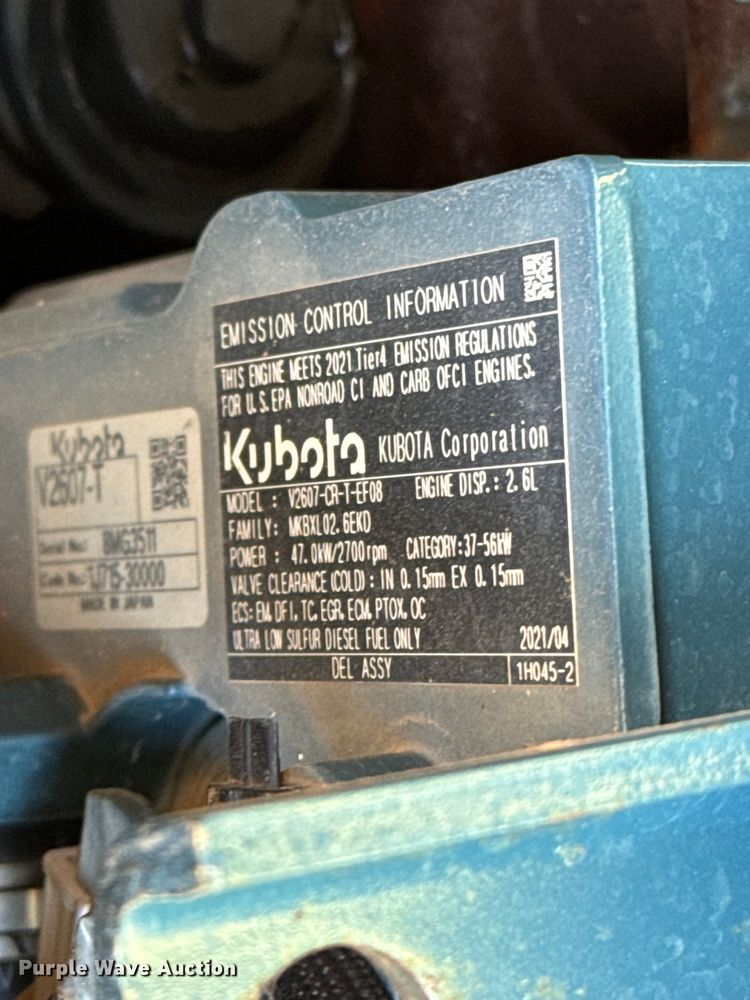 EMISSION CONTROL INFORMATION
THIS ENGINE MEETS 2021 Tier4 EMISSION REGULATIONS
FOR U.S.EPA NONROAD CI AND CARB OFCI ENGINES.
Kubota KUBOTA Corporation
MODEL : V2607-CR-T-EF08 ENGINE DISP.: 2.6L
FAMILY: MKBXL02.6EKD
POWER : 47.0kW/2700rpm CATEGORY:37-56kW
VALVE CLEARANCE(COLD): IN 0.15mm EX 0.15mm
ECS: EM,DFI,TC,EGR,ECM,PTOX,OC
ULTRA LOW SULFUR DIESEL FUEL ONLY 2021/04
DEL ASSY 1H045-2
Kubota
V2607-T
Serial No.: BMG3511
Code No.: 1J715-30000
MADE IN JAPAN
Purple Wave Auction